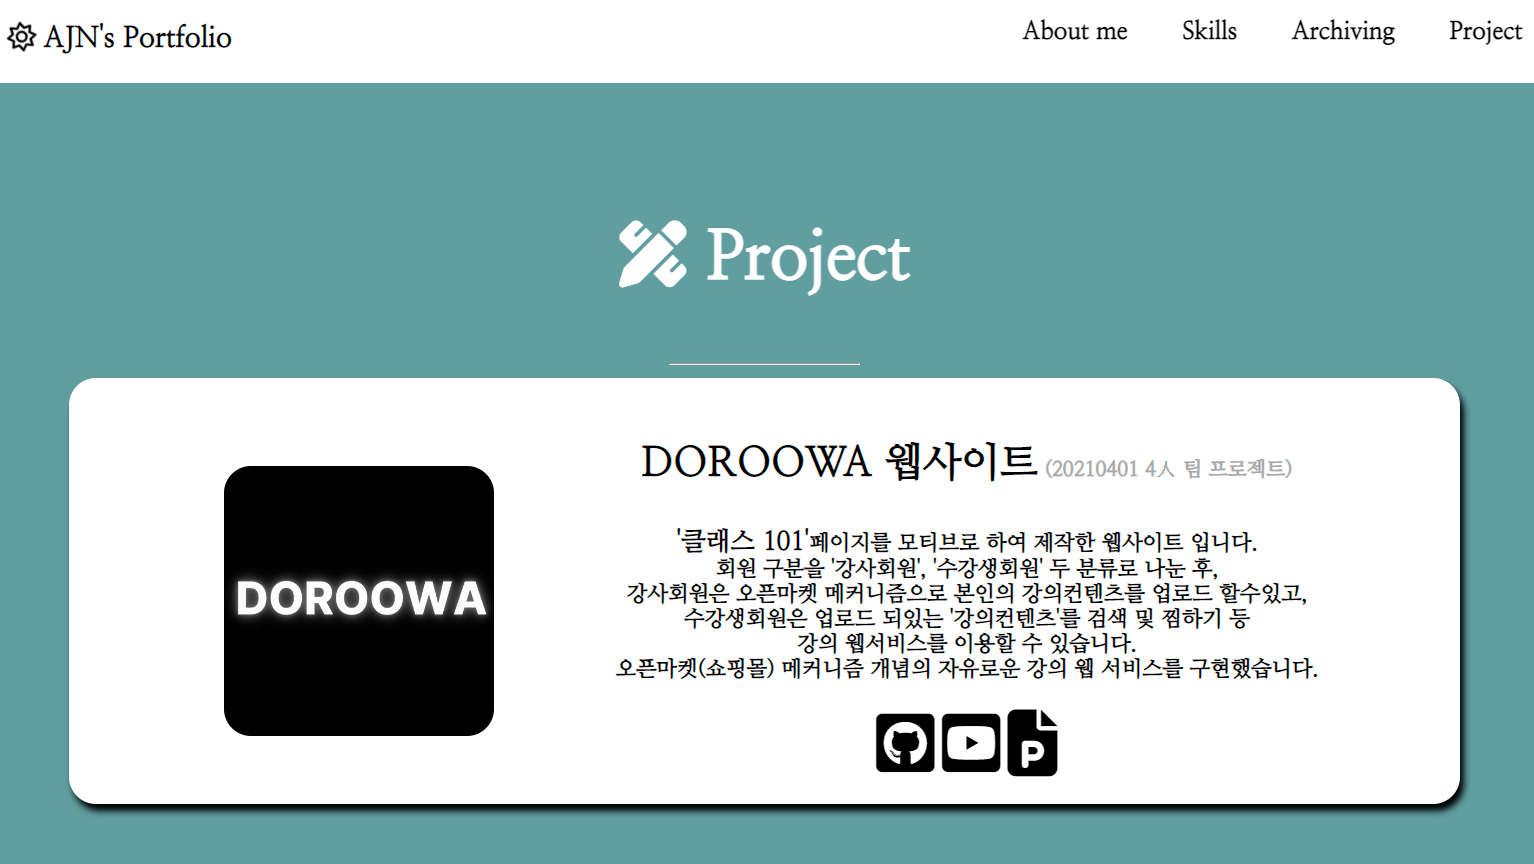 AJN's Portfolio
About me
Skills
Archiving
Project
Project
DOROOWA
DOROOWA 웹사이트 (20210401 4人 팀 프로젝트)
'클래스 101'페이지를 모티브로 하여 제작한 웹사이트 입니다.
회원 구분을 '강사회원', '수강생회원' 두 분류로 나눈 후,
강사회원은 오픈마켓 메커니즘으로 본인의 강의컨텐츠를 업로드 할수있고,
수강생회원은 업로드 되있는 '강의컨텐츠'를 검색 및 찜하기 등
강의 웹서비스를 이용할 수 있습니다.
오픈마켓(쇼핑몰) 메커니즘 개념의 자유로운 강의 웹 서비스를 구현했습니다.
P